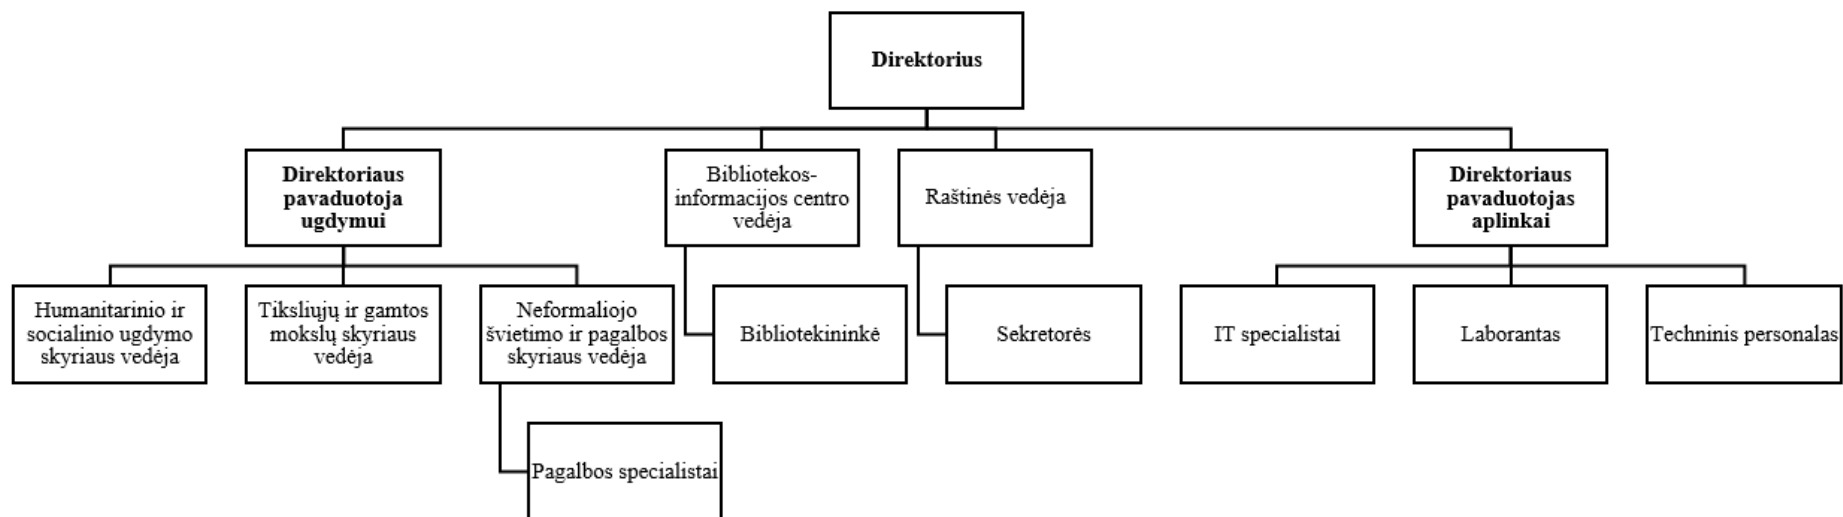 Direktorius
Direktoriaus
pavaduotoja
ugdymui
Bibliotekos-
informacijos centro
vedėja
Raštinės vedėja
Direktoriaus
pavaduotojas
aplinkai
Humanitarinio ir
socialinio ugdymo
skyriaus vedėja
Tiksliųjų ir gamtos
mokslų skyriaus
vedėja
Neformaliojo
švietimo ir pagalbos
skyriaus vedėja
Bibliotekininkė
Sekretorės
IT specialistai
Laborantas
Techninis personalas
Pagalbos specialistai